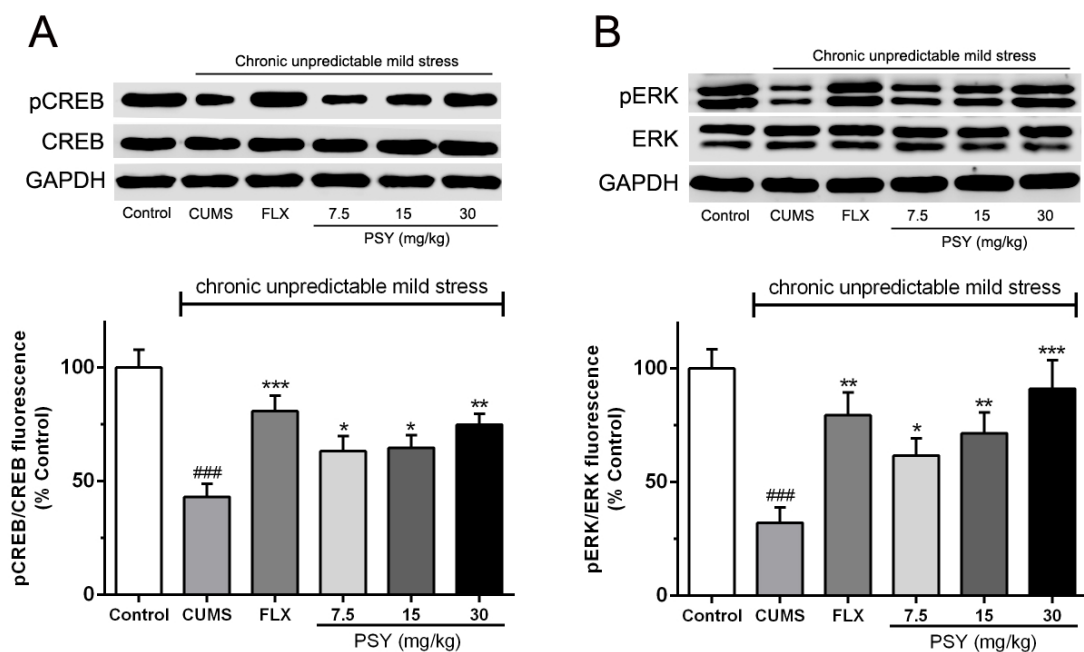 A
Chronic unpredictable mild stress
pCREB
CREB
GAPDH
Control CUMS FLX 7.5 15 30
PSY (mg/kg)
chronic unpredictable mild stress
pCREB/CREB fluorescence
(% Control)
100
50
0
***
**
*
*
###
Control CUMS FLX 7.5 15 30
PSY (mg/kg)
B
Chronic unpredictable mild stress
pERK
ERK
GAPDH
Control CUMS FLX 7.5 15 30
PSY (mg/kg)
chronic unpredictable mild stress
pERK/ERK fluorescence
(% Control)
100
50
0
***
**
**
*
###
Control CUMS FLX 7.5 15 30
PSY (mg/kg)